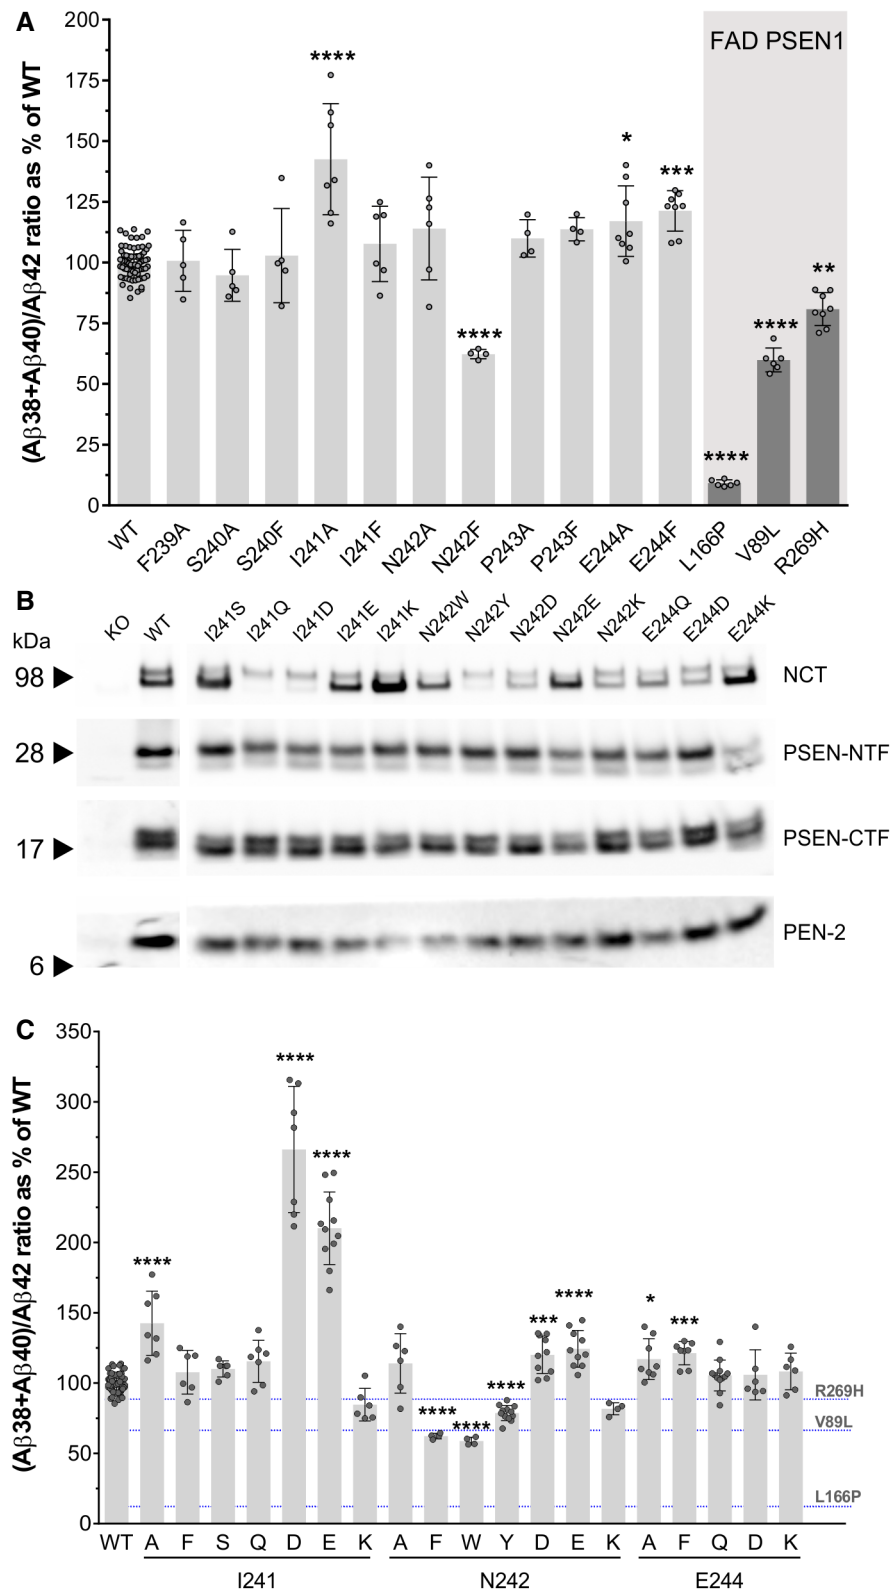 A
(Aβ38+Aβ40)/Aβ42 ratio as % of WT
200
175
150
125
100
75
50
25
0
FAD PSEN1
**** **** * *** **** **** **
WT F239A S240A S240F I241A I241F N242A N242F P243A P243F E244A E244F L166P V89L R269H
B
kDa
KO WT I241S I241Q I241D I241E I241K N242W N242Y N242D N242E N242K E244Q E244D E244K
98 NCT
28 PSEN-NTF
17 PSEN-CTF
6 PEN-2
C
(Aβ38+Aβ40)/Aβ42 ratio as % of WT
350
300
250
200
150
100
50
0
**** **** **** **** **** **** *** **** * ***
R269H
V89L
L166P
WT A F S Q D E K A F W Y D E K A F Q D K
I241 N242 E244